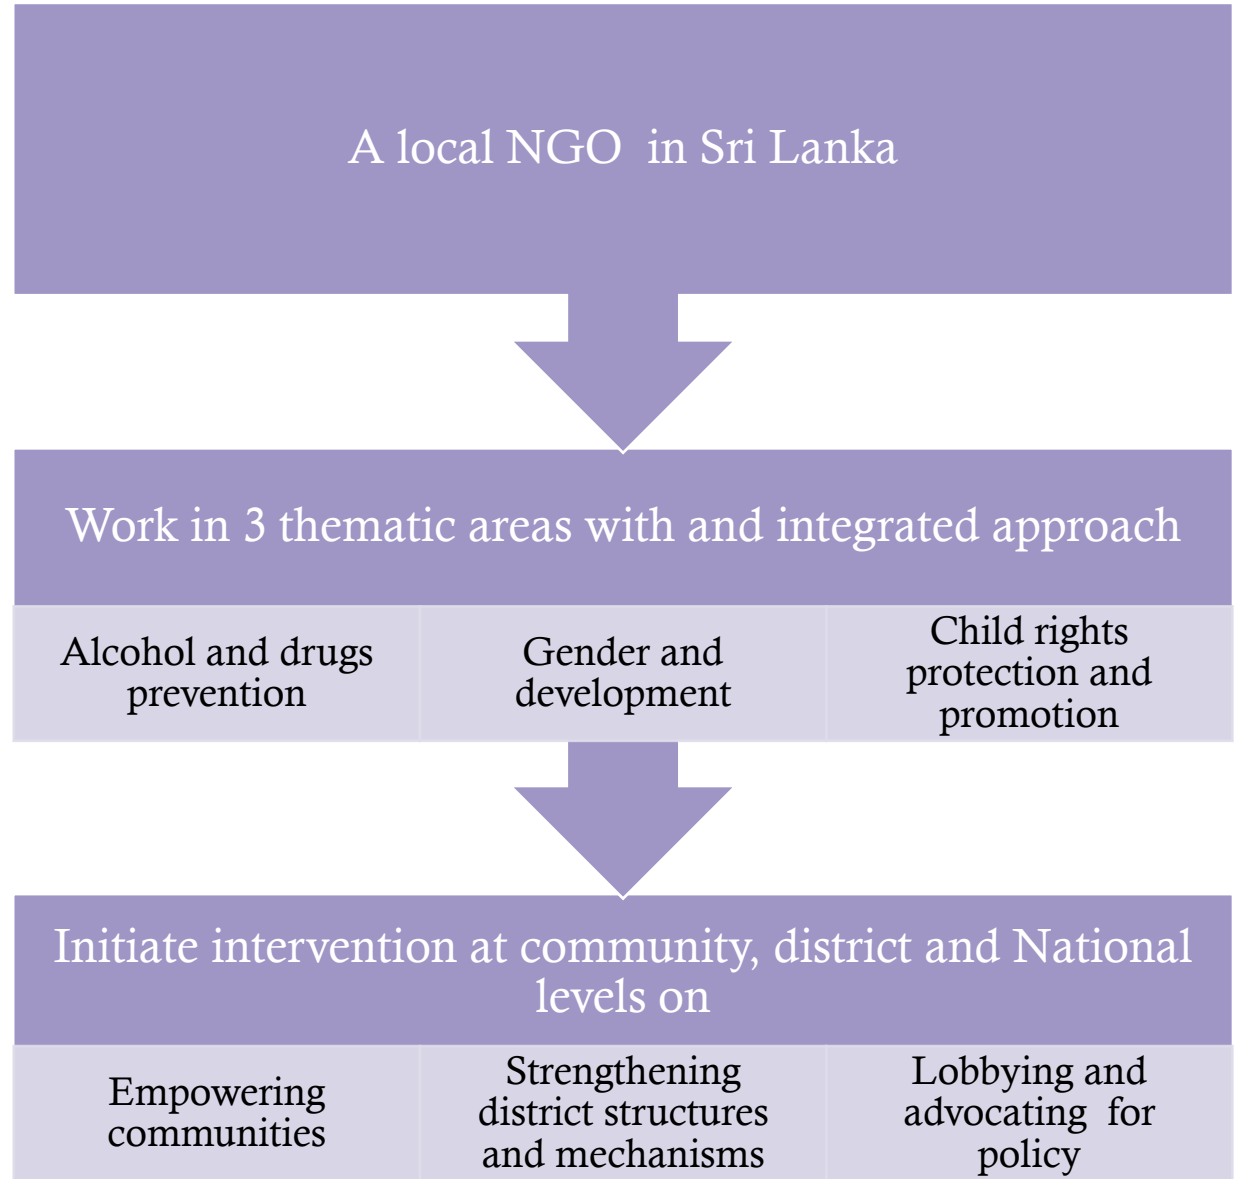 A local NGO  in Sri Lanka
Work in 3 thematic areas with and integrated approach
Alcohol and drugs
prevention
Gender and
development
Child rights
protection and
promotion
Initiate intervention at community, district and National
levels on
Empowering
communities
Strengthening
district structures
and mechanisms
Lobbying and
advocating  for
policy